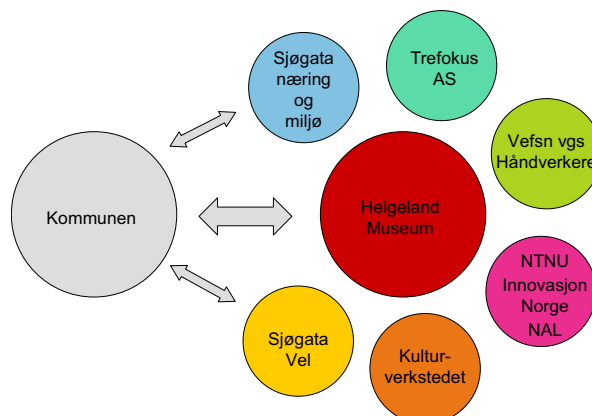 Sjøgata
næring
og
miljø
Trefokus
AS
Vefsn vgs
Håndverkere
Kommunen
Helgeland
Museum
NTNU
Innovasjon
Norge
NAL
Sjøgata
Vel
Kultur-
verkstedet